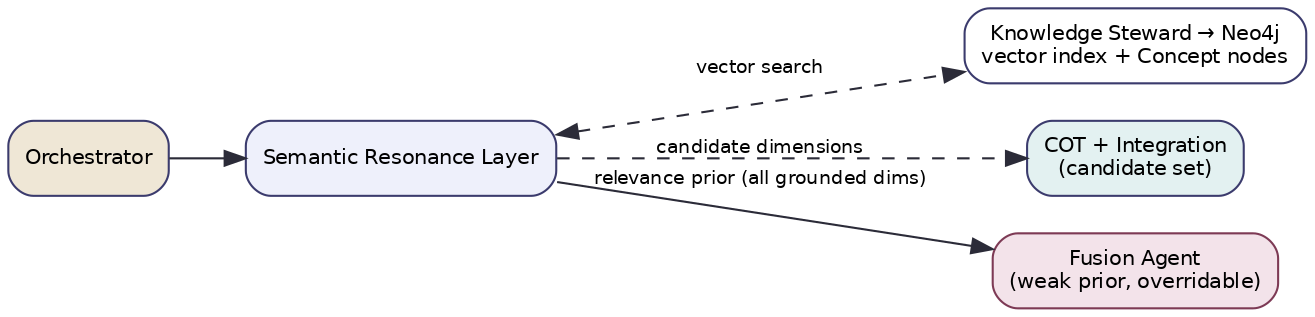 Knowledge Steward → Neo4j
vector index + Concept nodes
vector search
Orchestrator
Semantic Resonance Layer
candidate dimensions
COT + Integration
(candidate set)
relevance prior (all grounded dims)
Fusion Agent
(weak prior, overridable)